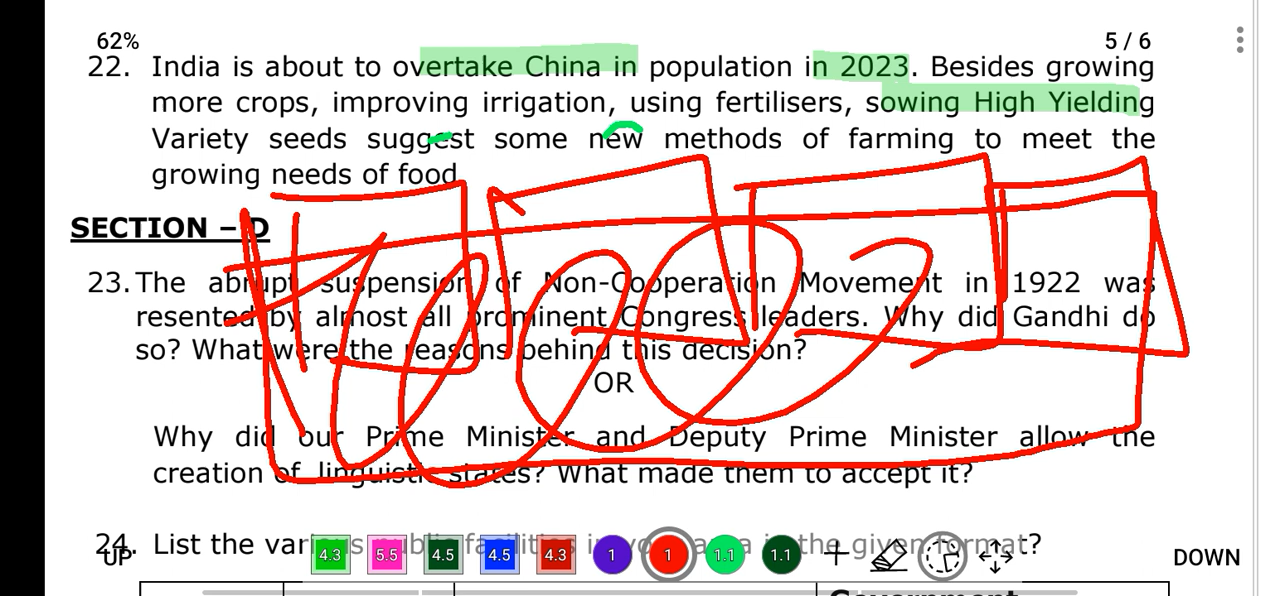 62%
5 / 6
22. India is about to overtake China in population in 2023. Besides growing
more crops, improving irrigation, using fertilisers, sowing High Yielding
Variety seeds suggest some new methods of farming to meet the
growing needs of food
SECTION – D
23. The abrupt suspension of Non-Cooperation Movement in 1922 was
resented by almost all prominent Congress leaders. Why did Gandhi do
so? What were the reasons behind this decision?
OR
Why did our Prime Minister and Deputy Prime Minister allow the
creation of linguistic states? What made them to accept it?
24. List the various public facilities in your area in the given format?
UP 4.3 5.5 4.5 4.5 4.3 1 1 1.1 1.1 DOWN
Government